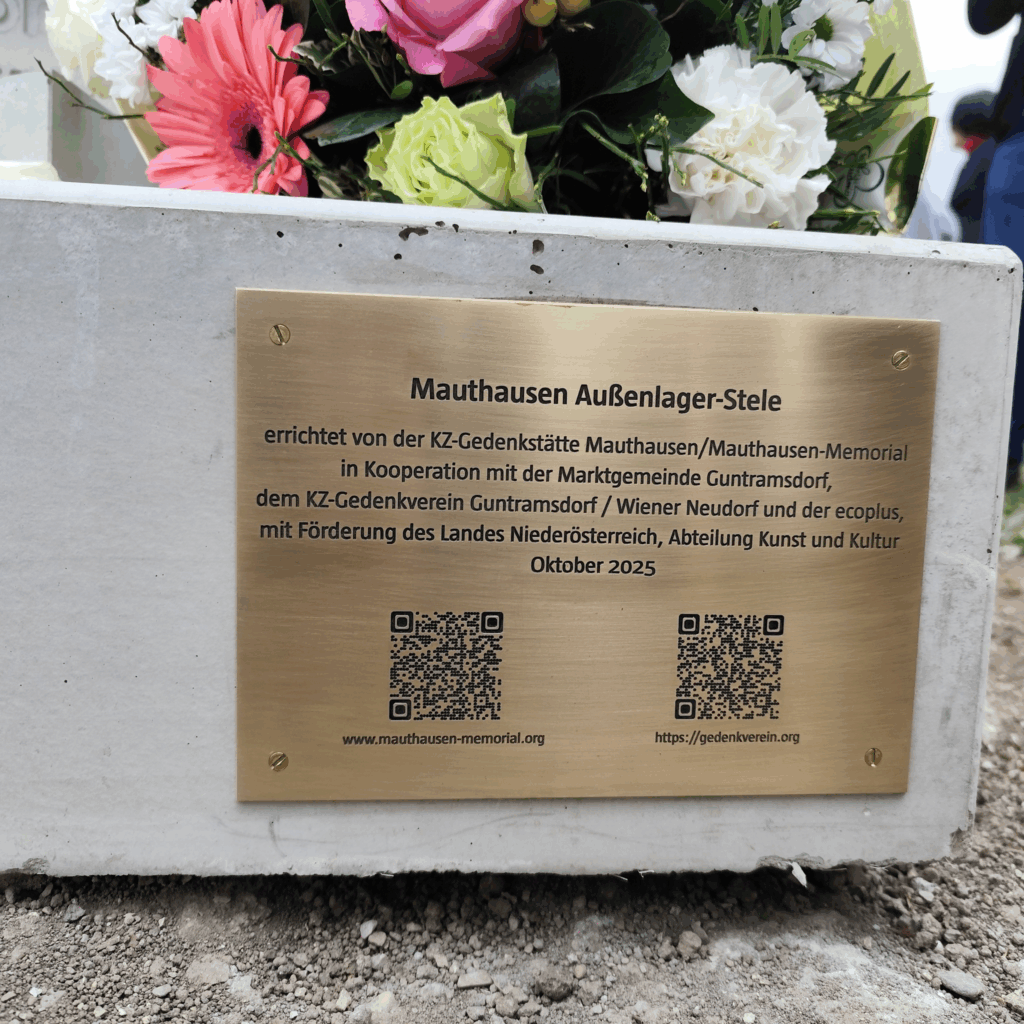 Mauthausen Außenlager-Stele
errichtet von der KZ-Gedenkstätte Mauthausen/Mauthausen-Memorial
in Kooperation mit der Marktgemeinde Guntramsdorf,
dem KZ-Gedenkverein Guntramsdorf / Wiener Neudorf und der ecoplus,
mit Förderung des Landes Niederösterreich, Abteilung Kunst und Kultur
Oktober 2025
www.mauthausen-memorial.org
https://gedenkverein.org